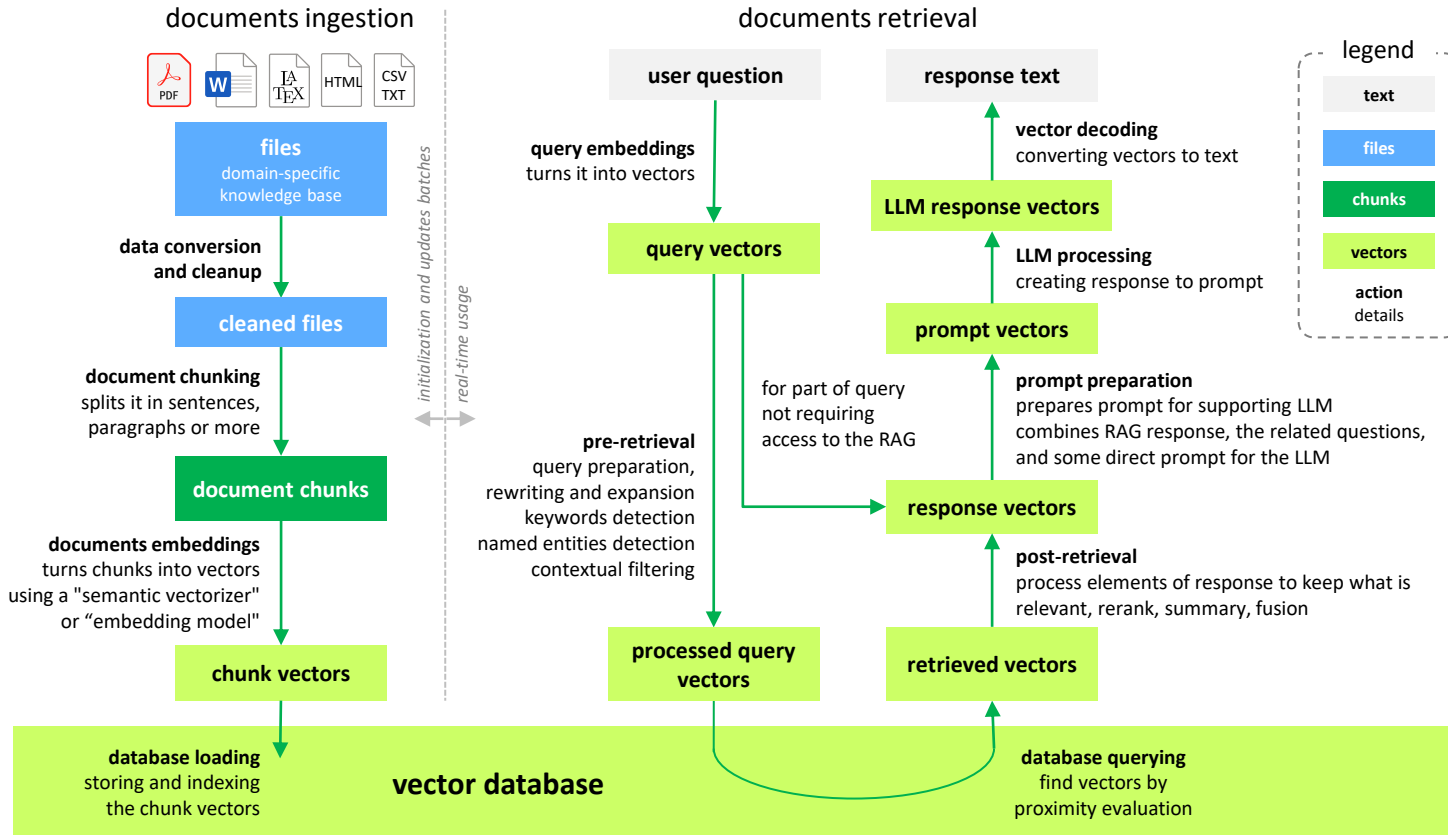 documents ingestion
PDF
W
LA
TEX
HTML
CSV
TXT
files
domain-specific
knowledge base
data conversion
and cleanup
cleaned files
document chunking
splits it in sentences,
paragraphs or more
document chunks
documents embeddings
turns chunks into vectors
using a "semantic vectorizer"
or “embedding model"
chunk vectors
database loading
storing and indexing
the chunk vectors
initialization and updates batches
real-time usage
documents retrieval
user question
query embeddings
turns it into vectors
query vectors
for part of query
not requiring
access to the RAG
pre-retrieval
query preparation,
rewriting and expansion
keywords detection
named entities detection
contextual filtering
processed query
vectors
vector database
response text
vector decoding
converting vectors to text
LLM response vectors
LLM processing
creating response to prompt
prompt vectors
prompt preparation
prepares prompt for supporting LLM
combines RAG response, the related questions,
and some direct prompt for the LLM
response vectors
post-retrieval
process elements of response to keep what is
relevant, rerank, summary, fusion
retrieved vectors
database querying
find vectors by
proximity evaluation
legend
text
files
chunks
vectors
action
details